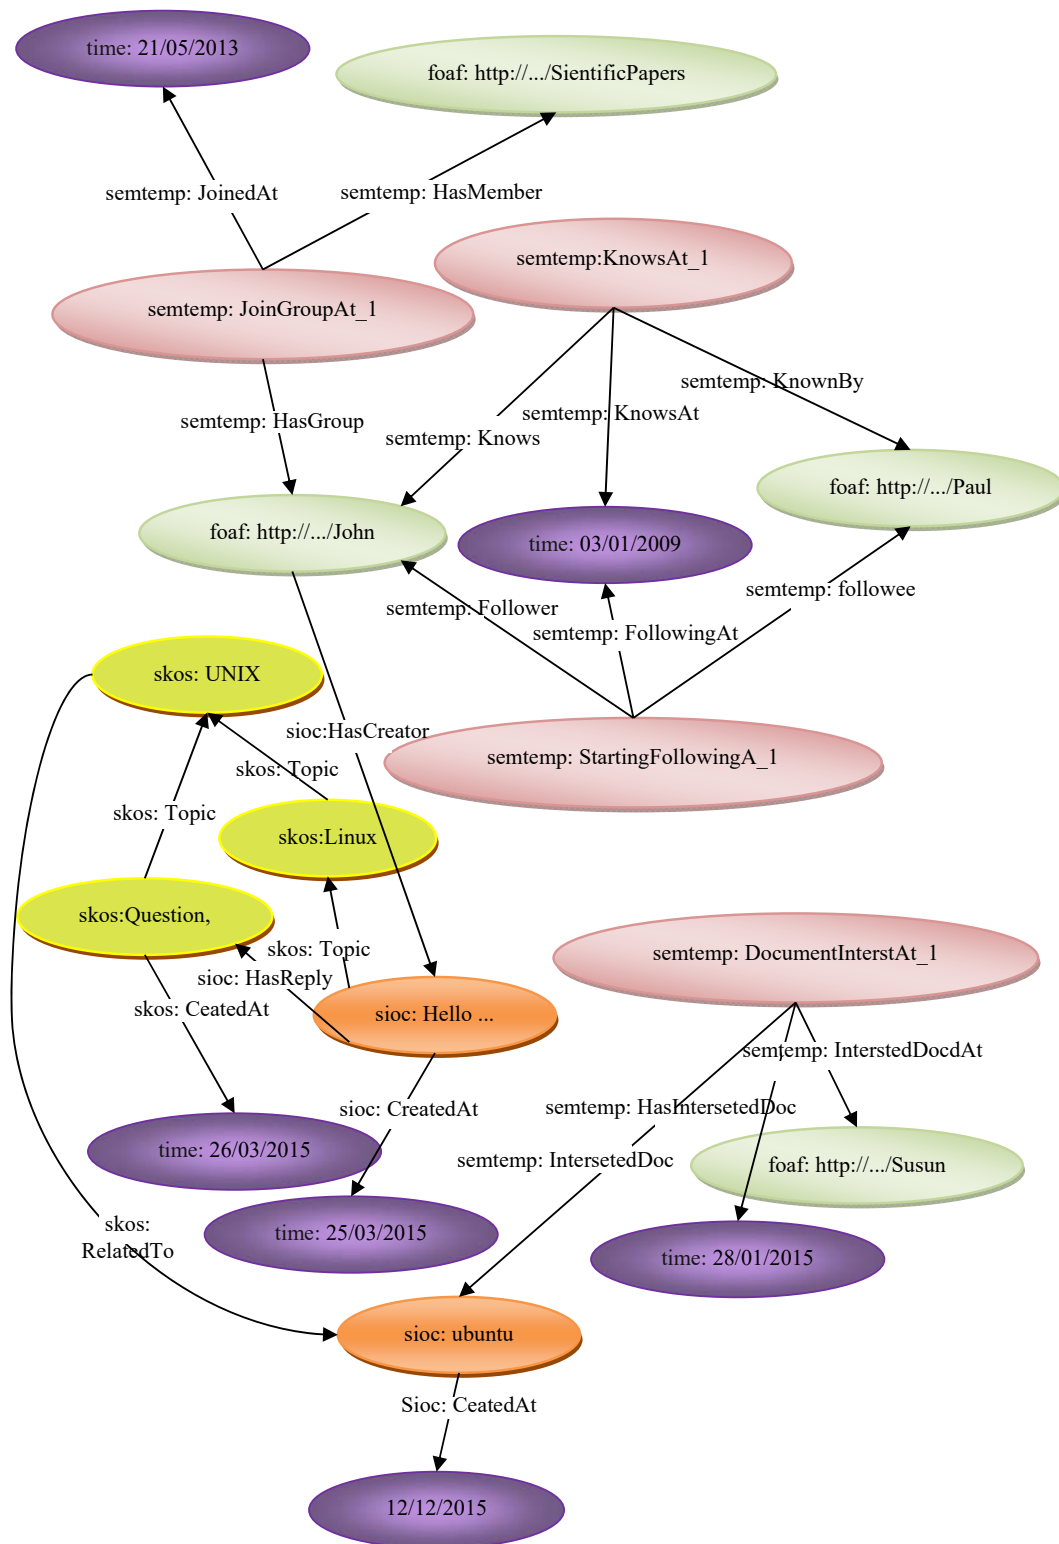 time: 21/05/2013
foaf: http://.../SientificPapers
semtemp: JoinedAt
semtemp: HasMember
semtemp:KnowsAt_1
semtemp: JoinGroupAt_1
semtemp: KnownBy
semtemp: KnowsAt
semtemp: HasGroup
semtemp: Knows
foaf: http://.../Paul
foaf: http://.../John
time: 03/01/2009
semtemp: followee
semtemp: Follower
semtemp: FollowingAt
skos: UNIX
sioc:HasCreator
semtemp: StartingFollowingA_1
skos: Topic
skos: Topic
skos:Linux
skos:Question,
skos: Topic
semtemp: DocumentInterstAt_1
sioc: HasReply
skos: CeatedAt
sioc: Hello ...
semtemp: InterstedDocdAt
sioc: CreatedAt
semtemp: HasIntersetedDoc
time: 26/03/2015
semtemp: IntersetedDoc
foaf: http://.../Susun
skos:
RelatedTo
time: 25/03/2015
time: 28/01/2015
sioc: ubuntu
Sioc: CeatedAt
12/12/2015